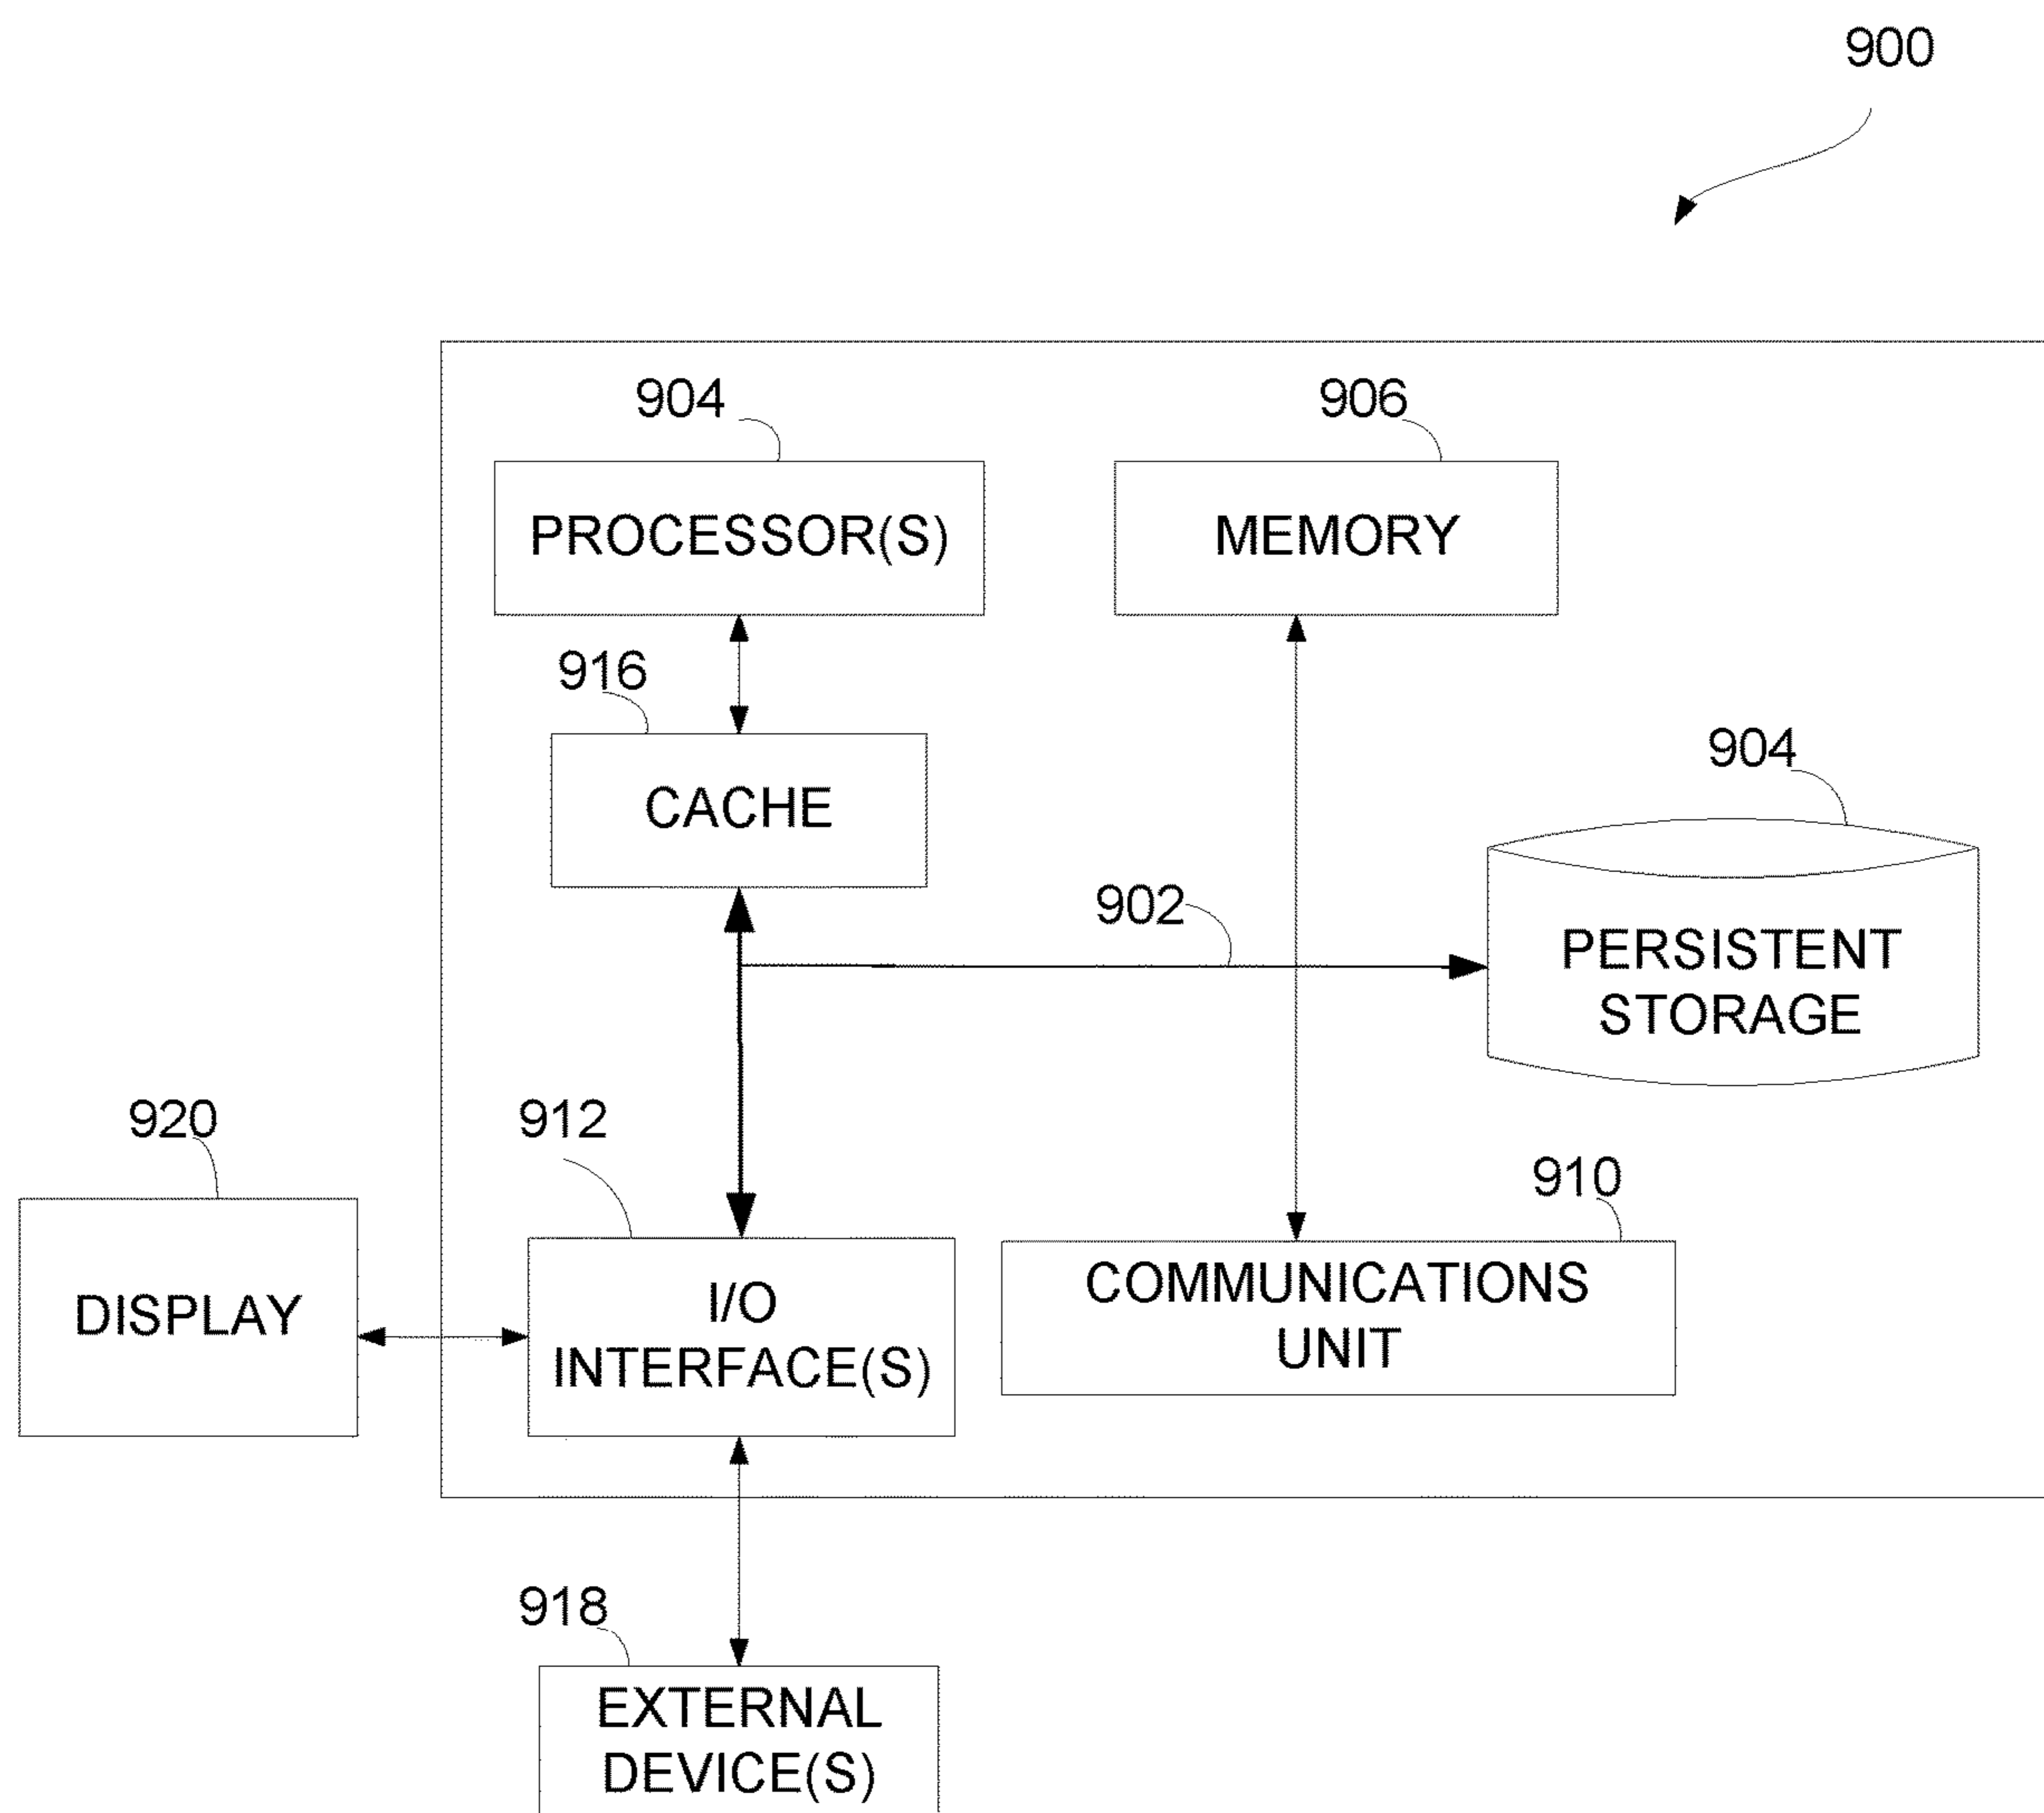 900
904
906
PROCESSOR(S)
MEMORY
916
CACHE
904
902
PERSISTENT
STORAGE
920
912
910
DISPLAY
I/O
INTERFACE(S)
COMMUNICATIONS
UNIT
918
EXTERNAL
DEVICE(S)